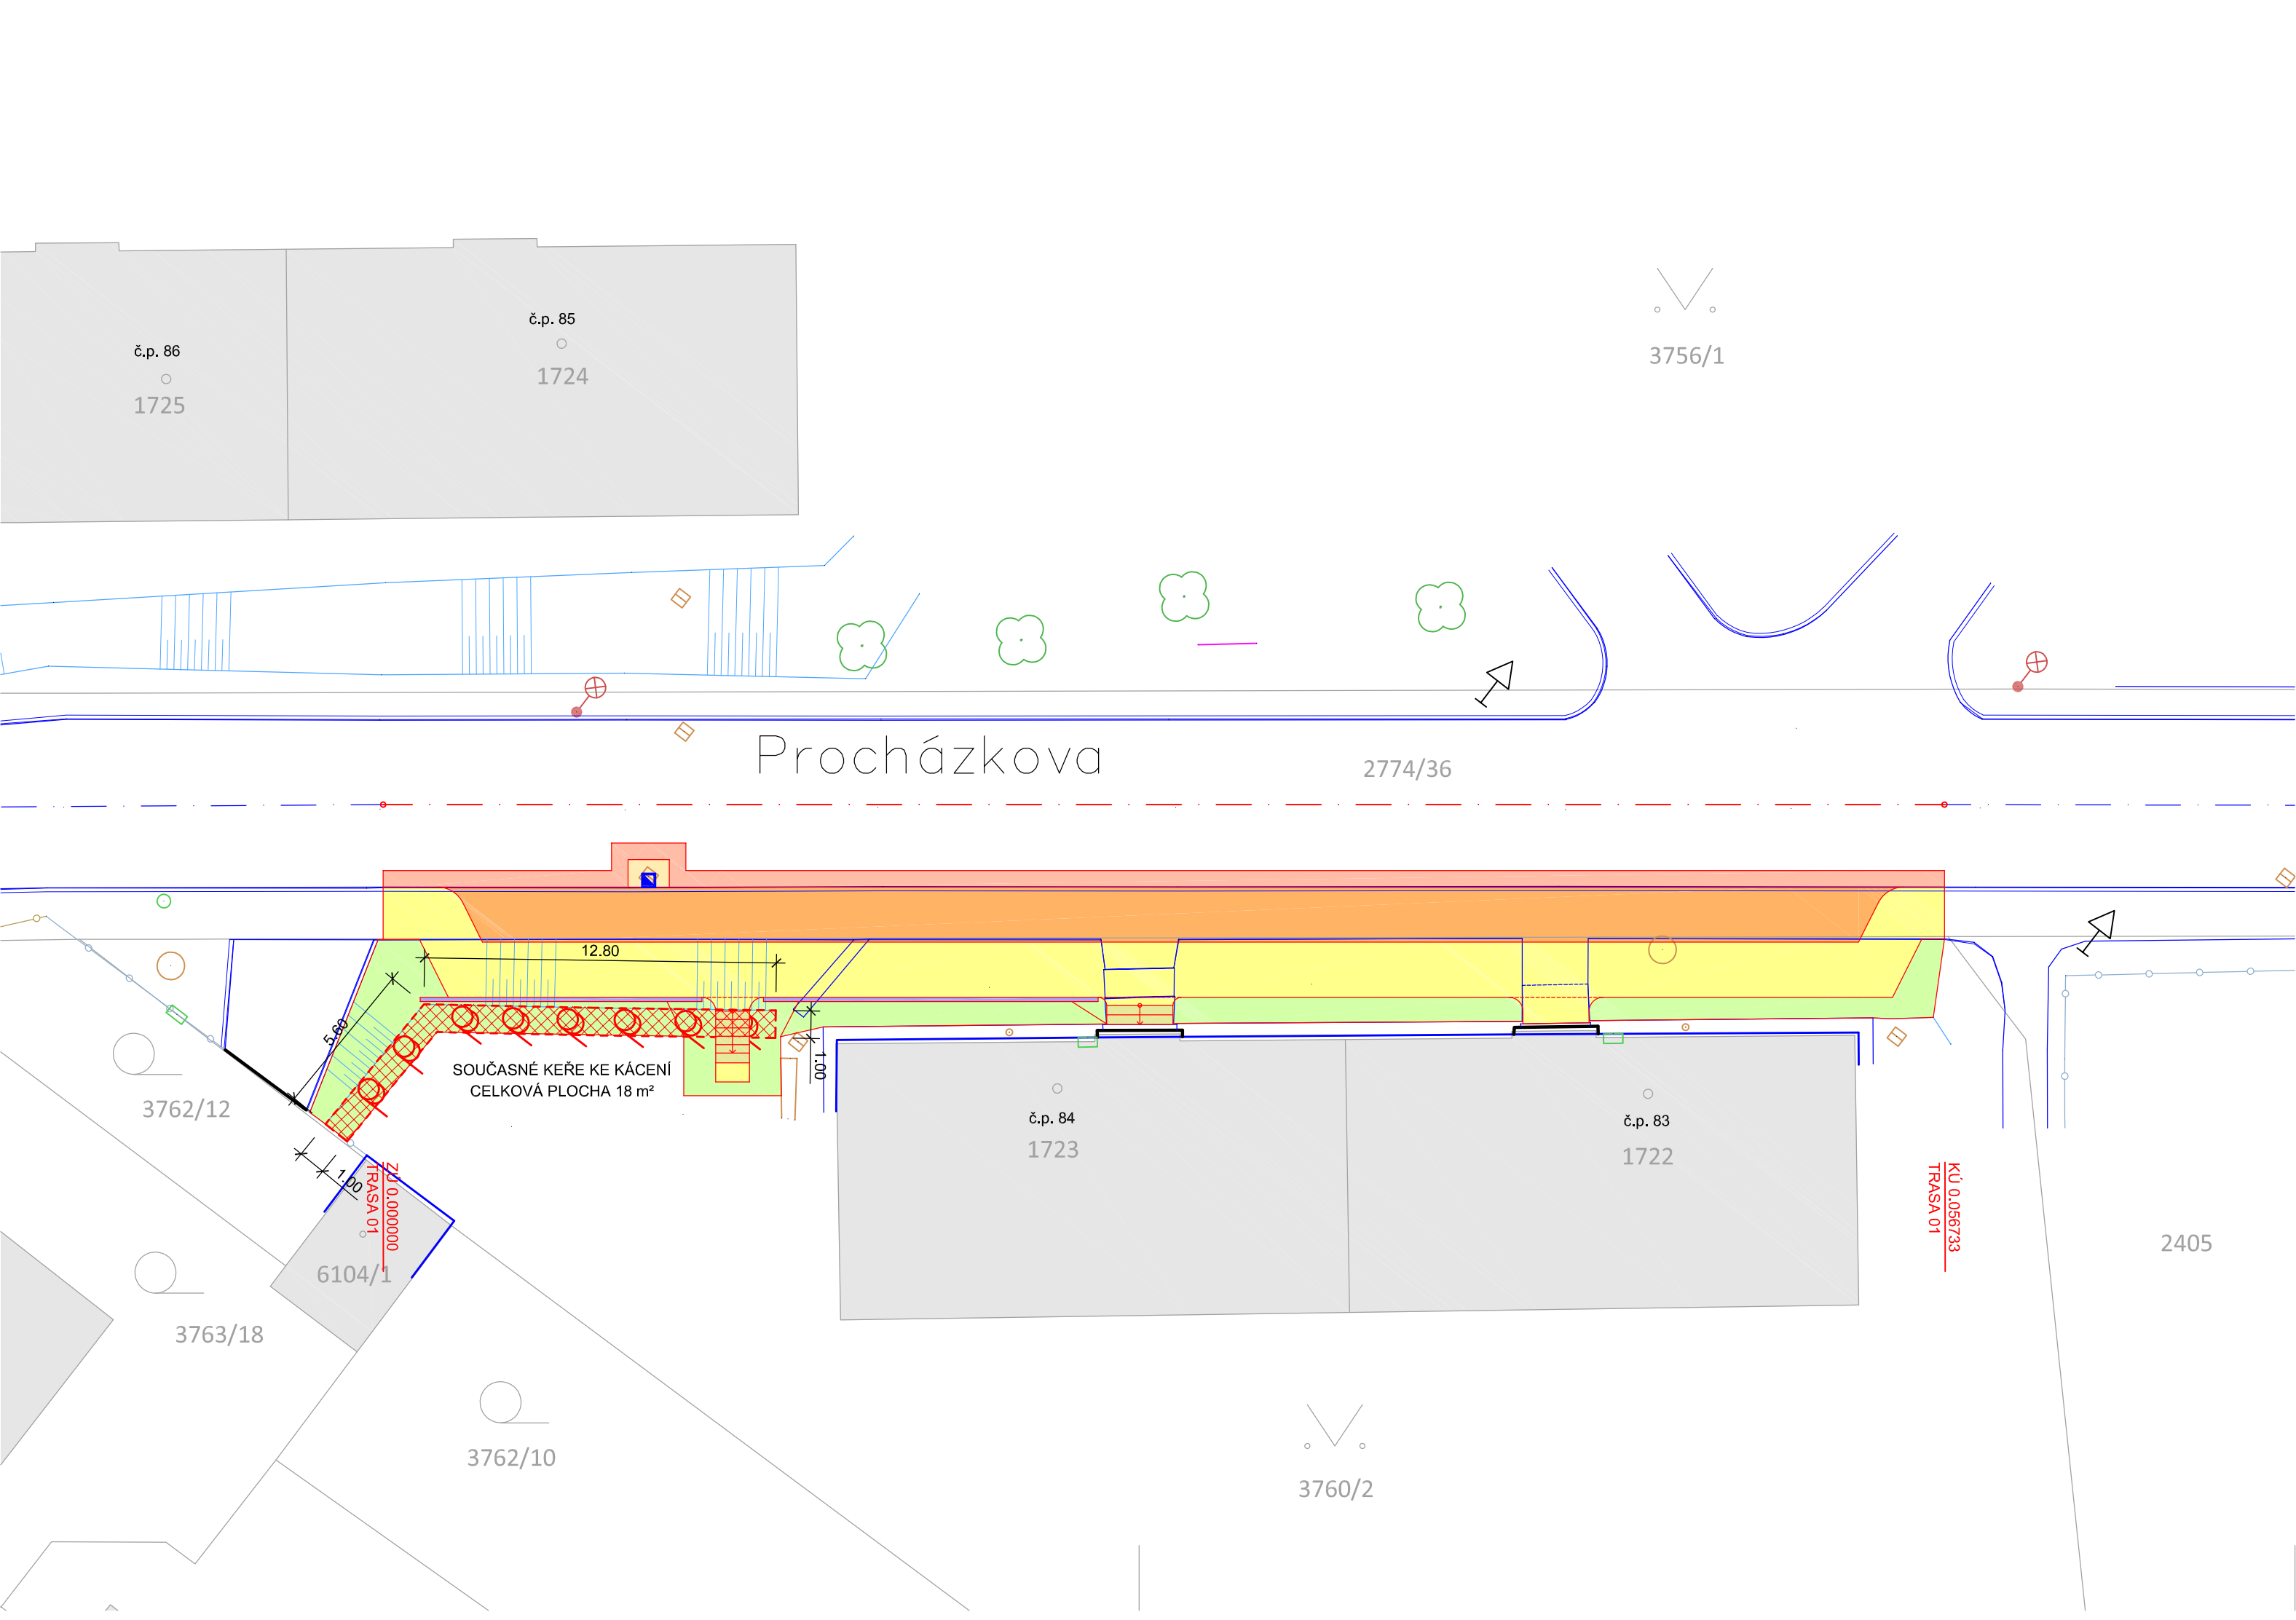 č.p. 85
č.p. 86
1724
1725
3756/1
Procházkova
2774/36
12.80
5.60
1.00
SOUČASNÉ KEŘE KE KÁCENÍ
CELKOVÁ PLOCHA 18 m²
3762/12
č.p. 84
1723
č.p. 83
1722
1.00
ZÚ 0.000000
TRASA 01
KÚ 0.056733
TRASA 01
2405
6104/1
3763/18
3762/10
3760/2